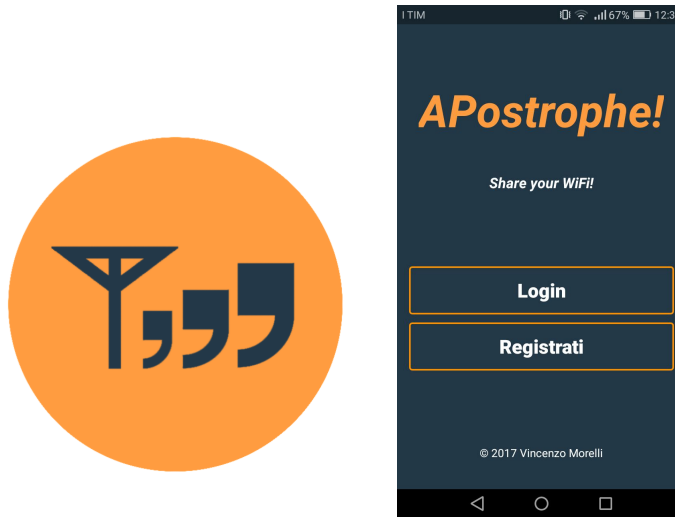 I TIM 67% 12:3
APostrophe!
Share your WiFi!
Login
Registrati
© 2017 Vincenzo Morelli